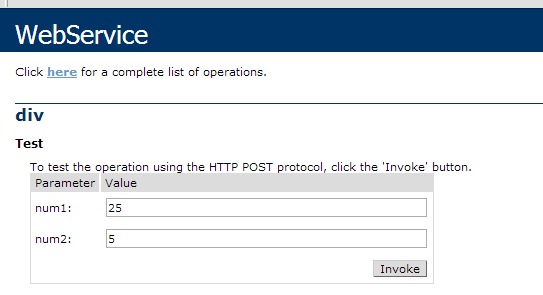 WebService
Click here for a complete list of operations.
div
Test
To test the operation using the HTTP POST protocol, click the 'Invoke' button.
Parameter Value
num1: 25
num2: 5
Invoke